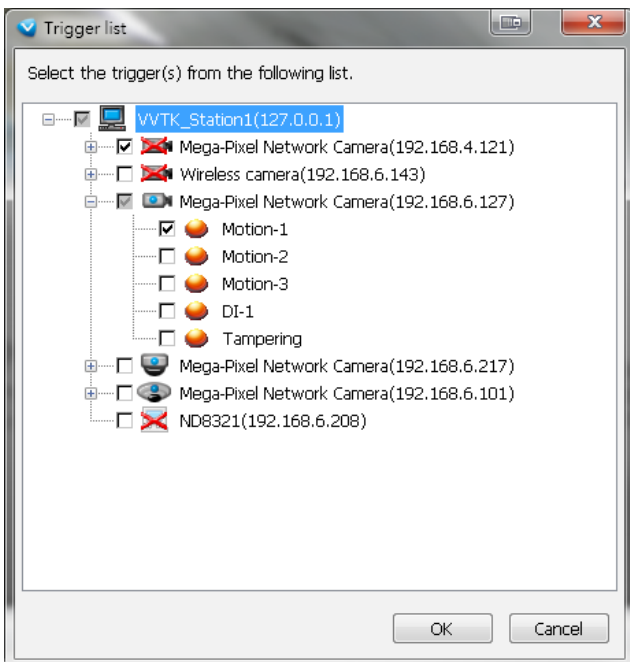 Trigger list
Select the trigger(s) from the following list.
VVTK_Station1(127.0.0.1)
Mega-Pixel Network Camera(192.168.4.121)
Wireless camera(192.168.6.143)
Mega-Pixel Network Camera(192.168.6.127)
Motion-1
Motion-2
Motion-3
DI-1
Tampering
Mega-Pixel Network Camera(192.168.6.217)
Mega-Pixel Network Camera(192.168.6.101)
ND8321(192.168.6.208)
OK Cancel